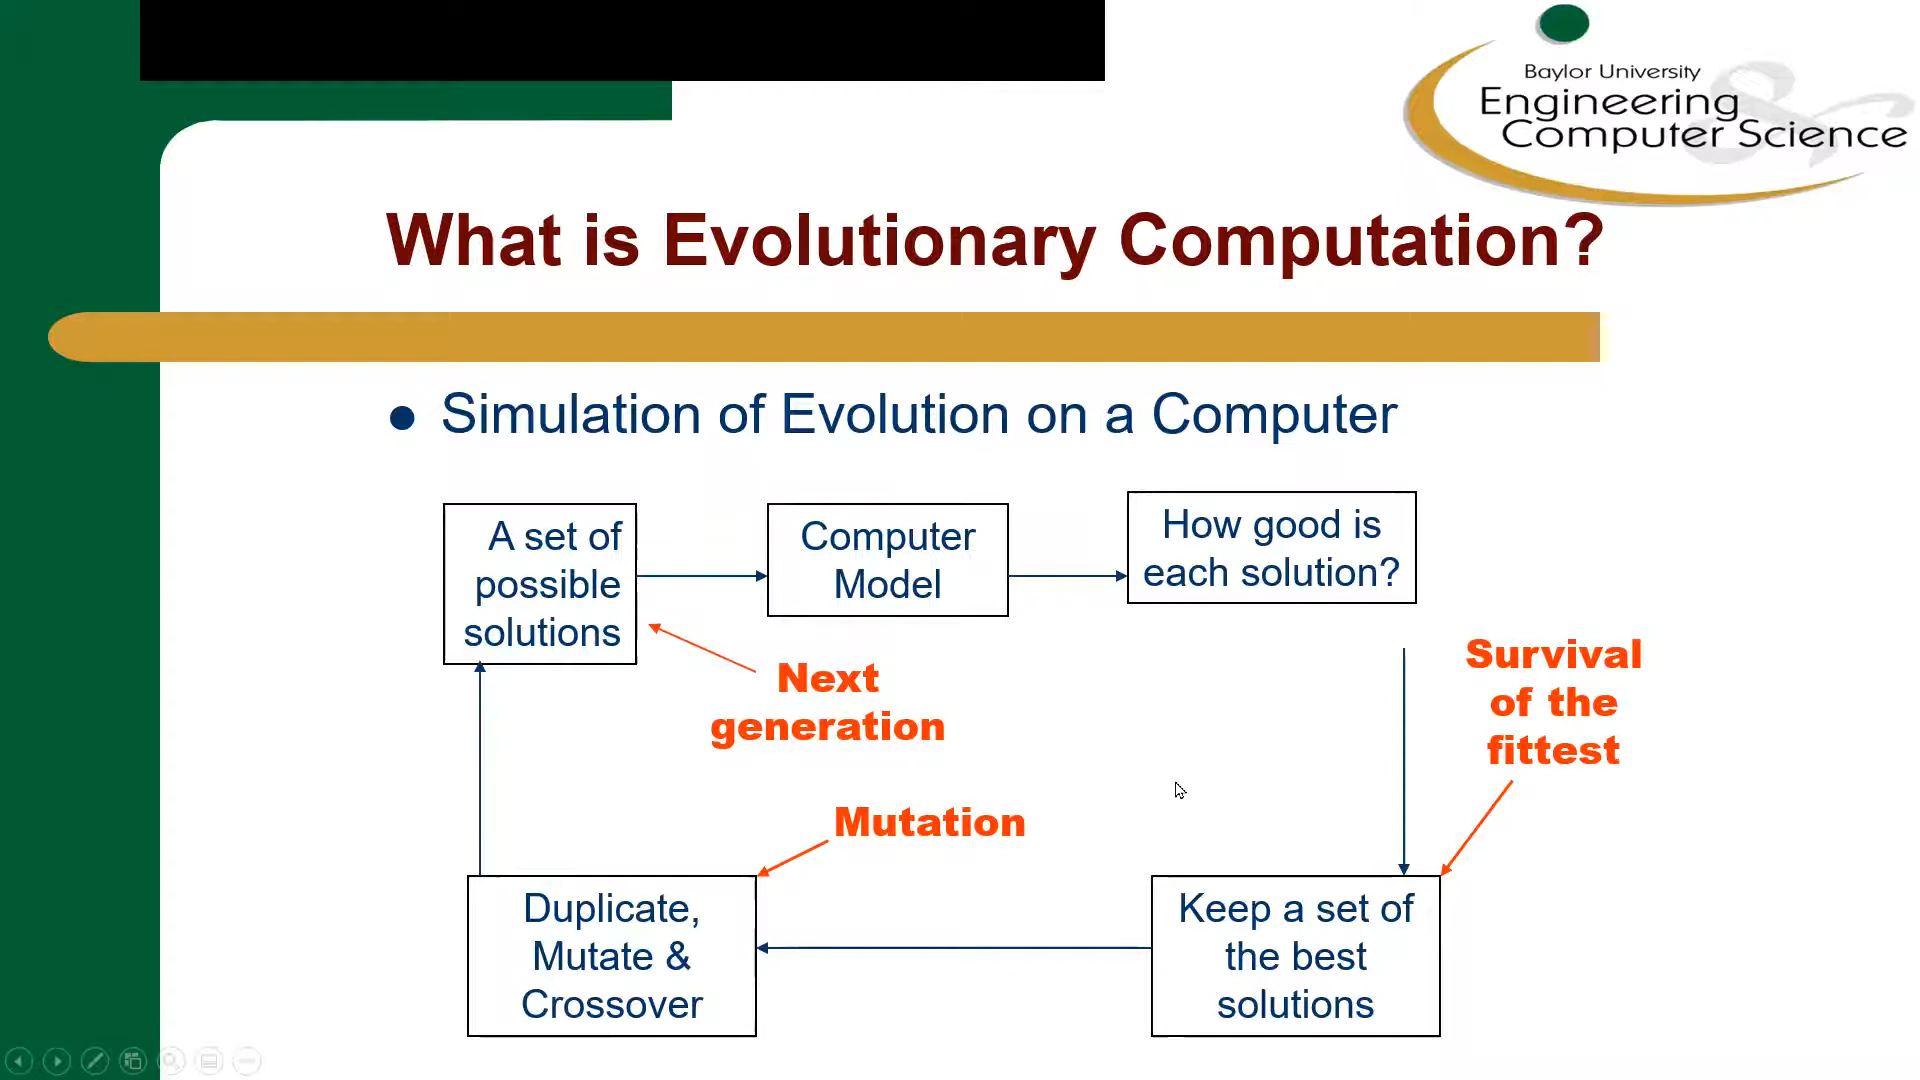 Baylor University
Engineering
Computer Science
What is Evolutionary Computation?
Simulation of Evolution on a Computer
A set of
possible
solutions
Computer
Model
How good is
each solution?
Next
generation
Survival
of the
fittest
Mutation
Duplicate,
Mutate &
Crossover
Keep a set of
the best
solutions